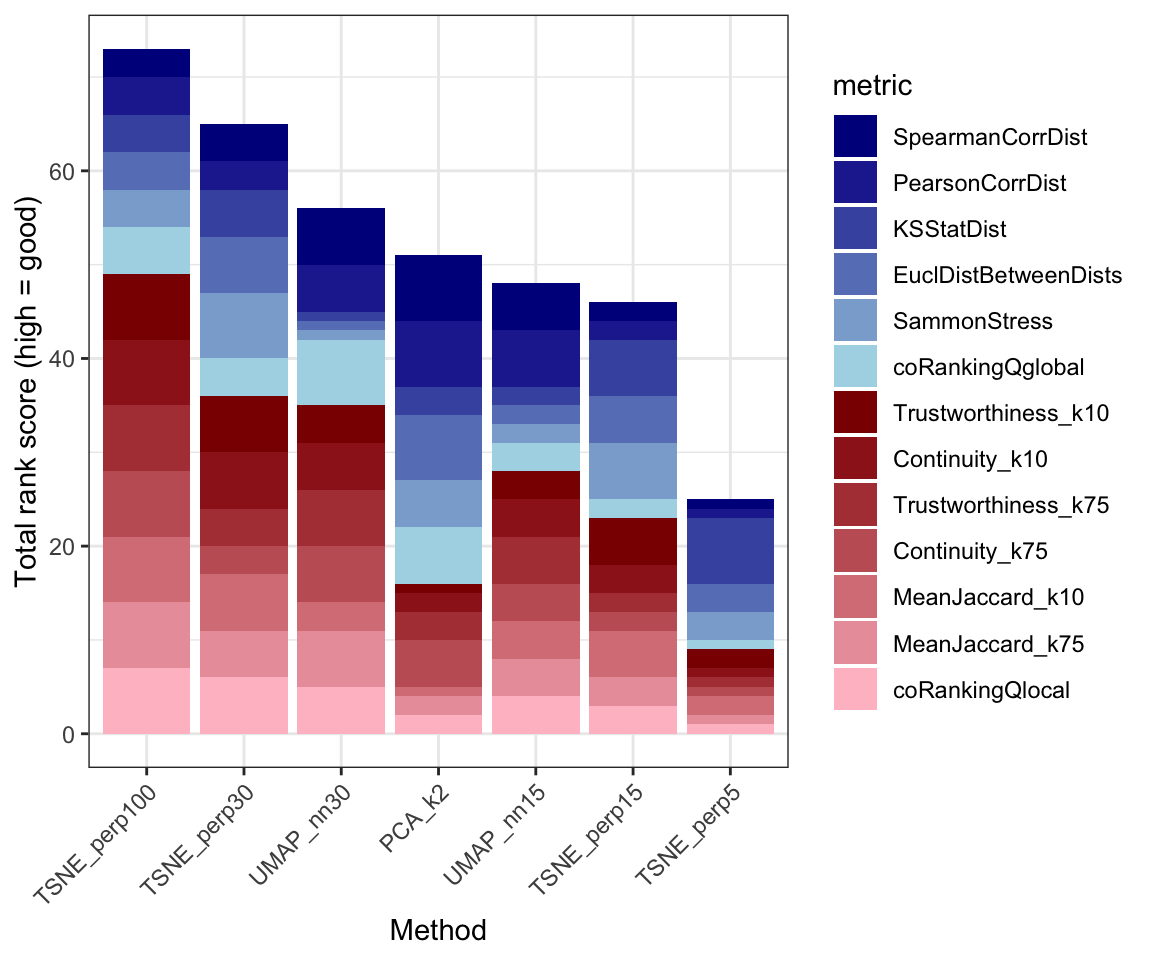 Total rank score (high = good)
60
40
20
0
TSNE_perp100
TSNE_perp30
UMAP_nn30
PCA_k2
UMAP_nn15
TSNE_perp15
TSNE_perp5
Method
metric
SpearmanCorrDist
PearsonCorrDist
KSStatDist
EuclDistBetweenDists
SammonStress
coRankingQglobal
Trustworthiness_k10
Continuity_k10
Trustworthiness_k75
Continuity_k75
MeanJaccard_k10
MeanJaccard_k75
coRankingQlocal